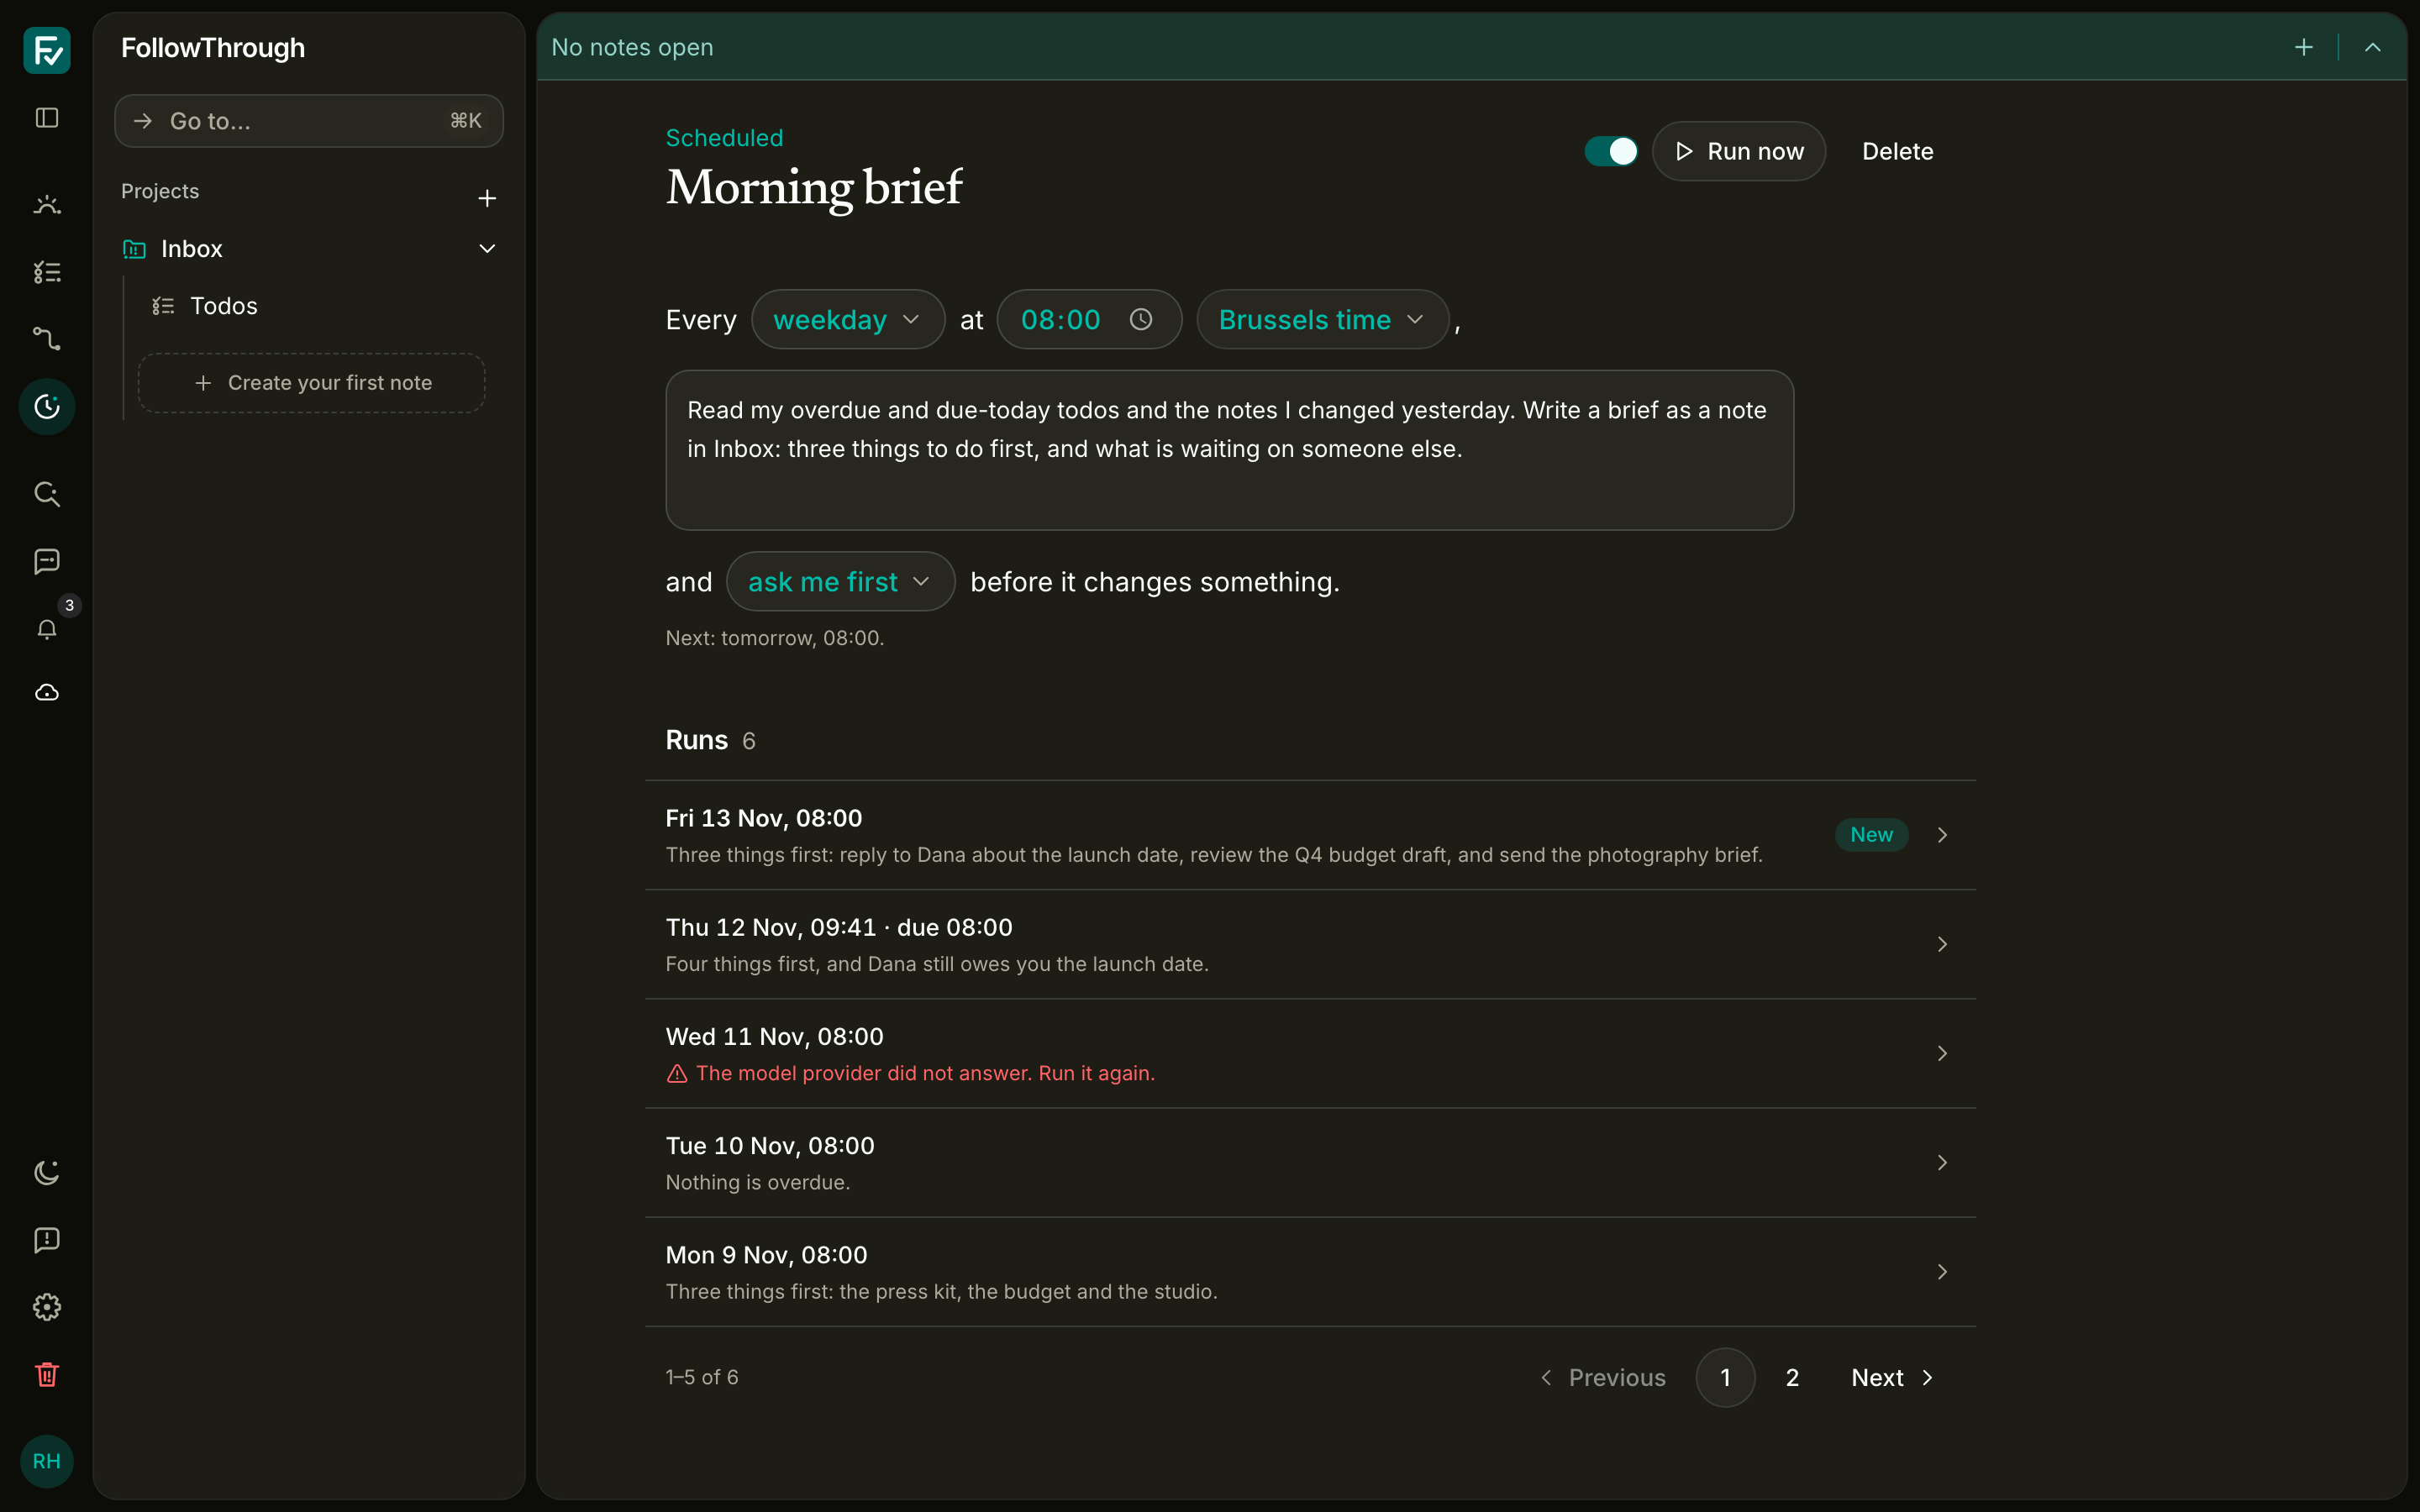 FollowThrough
Go to...
⌘K
Projects
Inbox
Todos
Create your first note
3
RH
No notes open
Scheduled
Morning brief
Run now
Delete
Every weekday at 08:00 Brussels time ,
Read my overdue and due-today todos and the notes I changed yesterday. Write a brief as a note
in Inbox: three things to do first, and what is waiting on someone else.
and ask me first before it changes something.
Next: tomorrow, 08:00.
Runs 6
Fri 13 Nov, 08:00
Three things first: reply to Dana about the launch date, review the Q4 budget draft, and send the photography brief.
New
Thu 12 Nov, 09:41 · due 08:00
Four things first, and Dana still owes you the launch date.
Wed 11 Nov, 08:00
The model provider did not answer. Run it again.
Tue 10 Nov, 08:00
Nothing is overdue.
Mon 9 Nov, 08:00
Three things first: the press kit, the budget and the studio.
1–5 of 6
Previous 1 2 Next